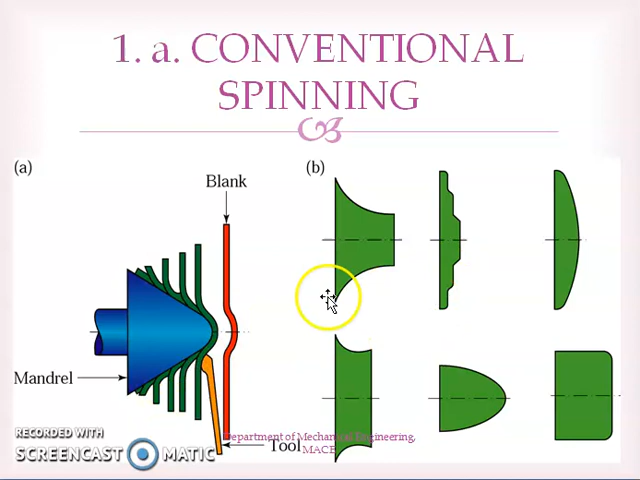 1. a. CONVENTIONAL
SPINNING
(a)
(b)
Blank
Mandrel
Tool
Department of Mechanical Engineering,
MACE
RECORDED WITH
SCREENCAST MATIC